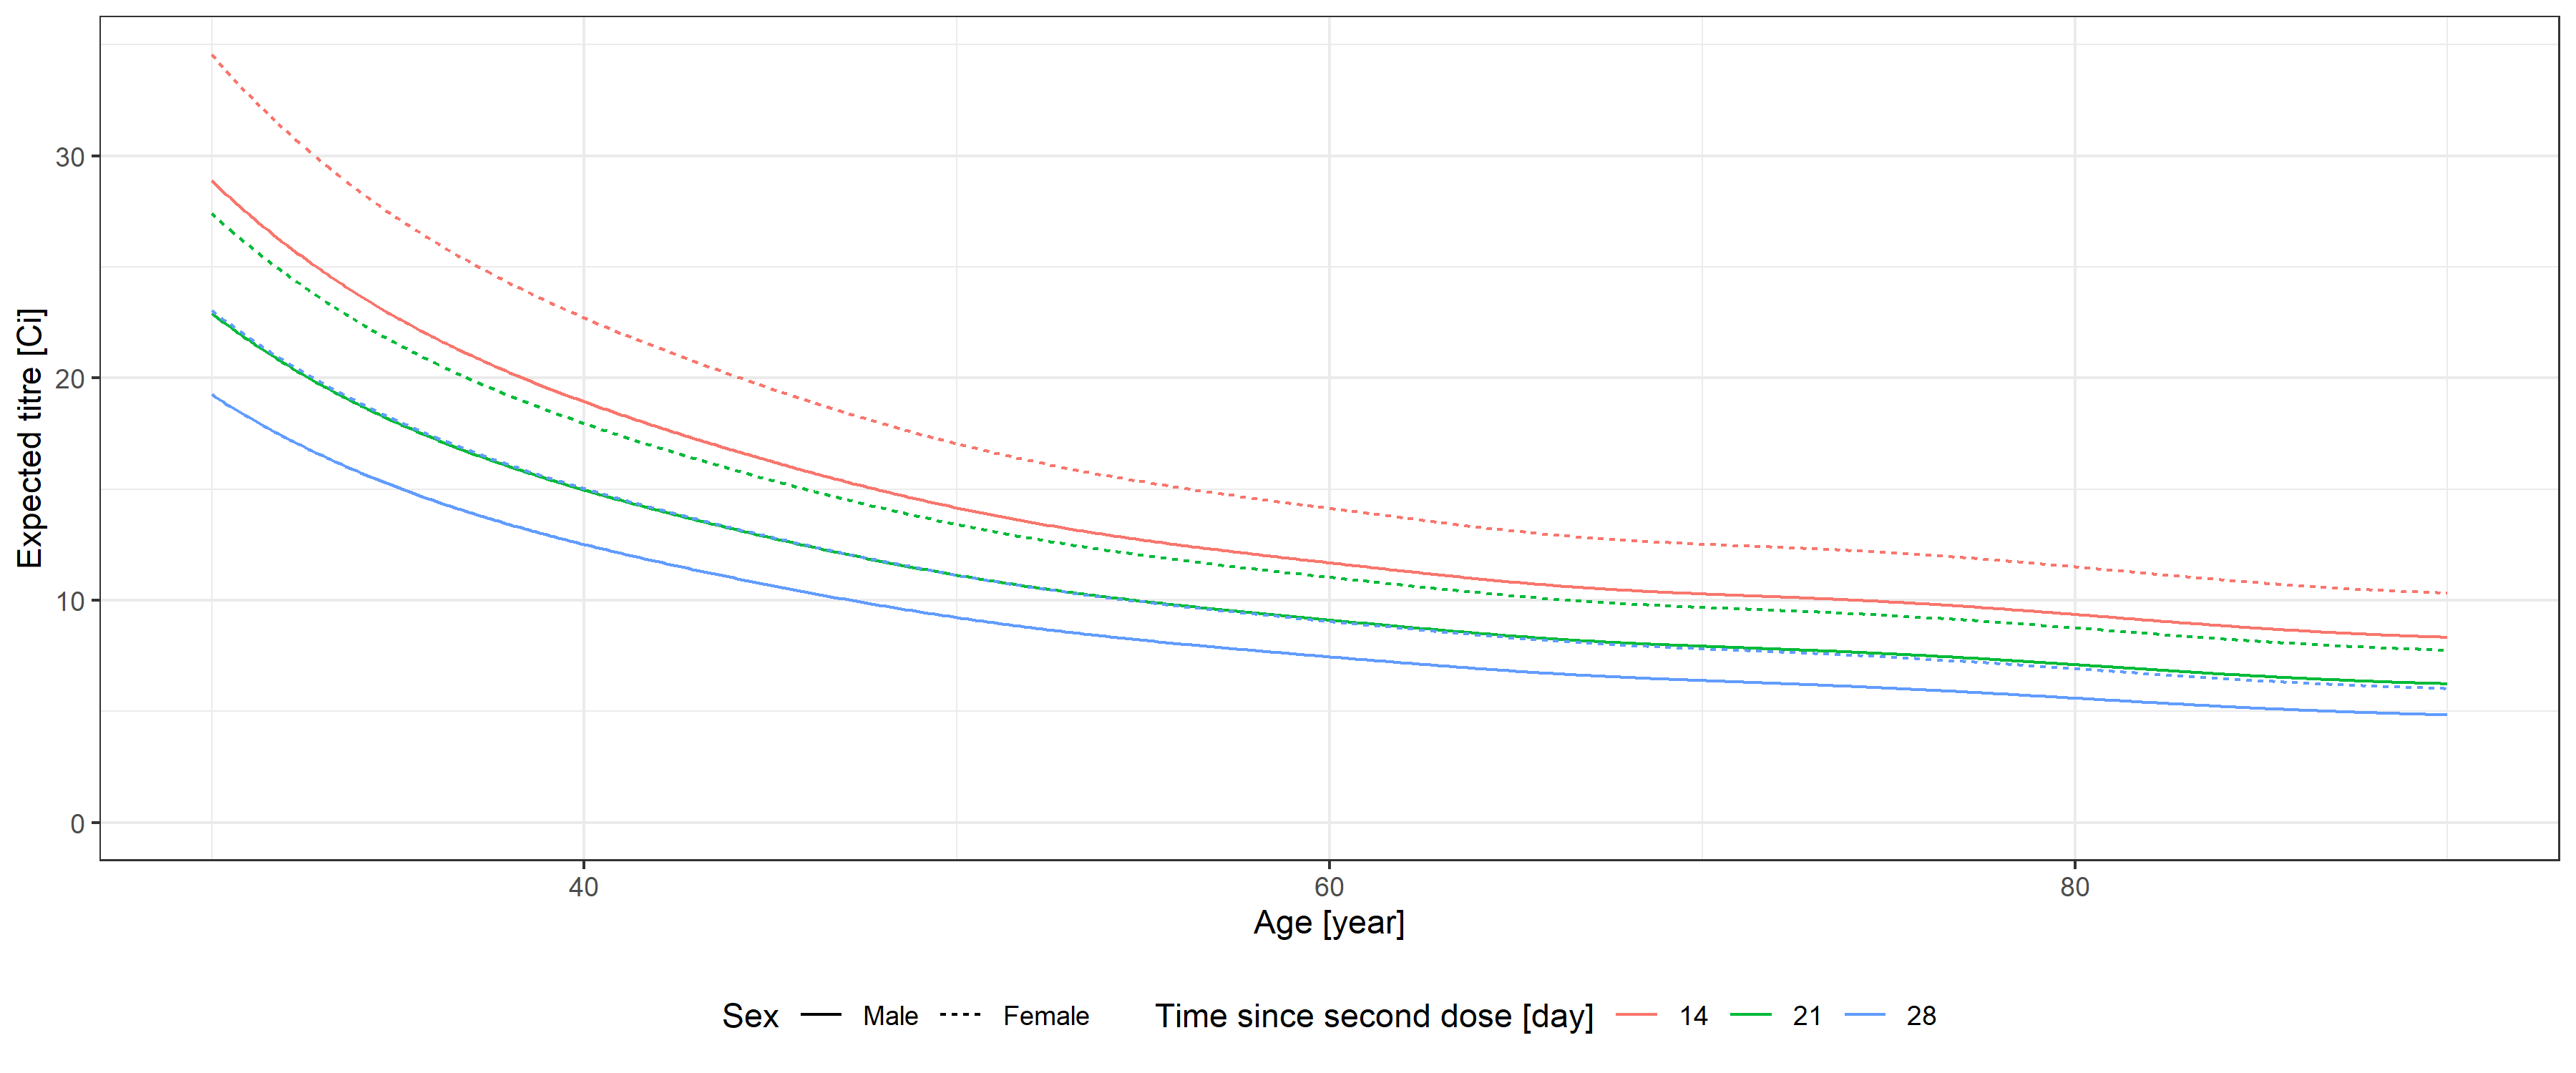 Expected titre [Ci]
30
20
10
0
40 60 80
Age [year]
Sex Male Female Time since second dose [day] 14 21 28